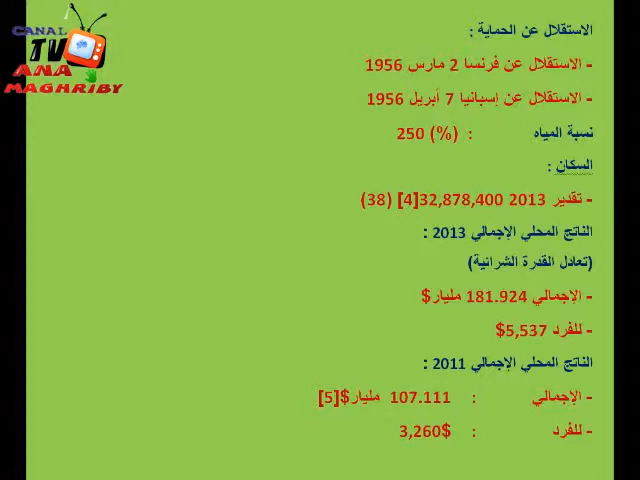 CANAL
TV
ANA
MAGHRIBY
الاستقلال عن الحماية :
- الاستقلال عن فرنسا 2 مارس 1956
- الاستقلال عن إسبانيا 7 أبريل 1956
نسبة المياه : (%) 250
السكان :
- تقدير 2013 32,878,400[4] (38)
الناتج المحلي الإجمالي 2013 :
(تعادل القدرة الشرائية)
- الإجمالي 181.924 مليار$
- للفرد 5,537$
الناتج المحلي الإجمالي 2011 :
- الإجمالي : 107.111 مليار$[5]
- للفرد : 3,260$